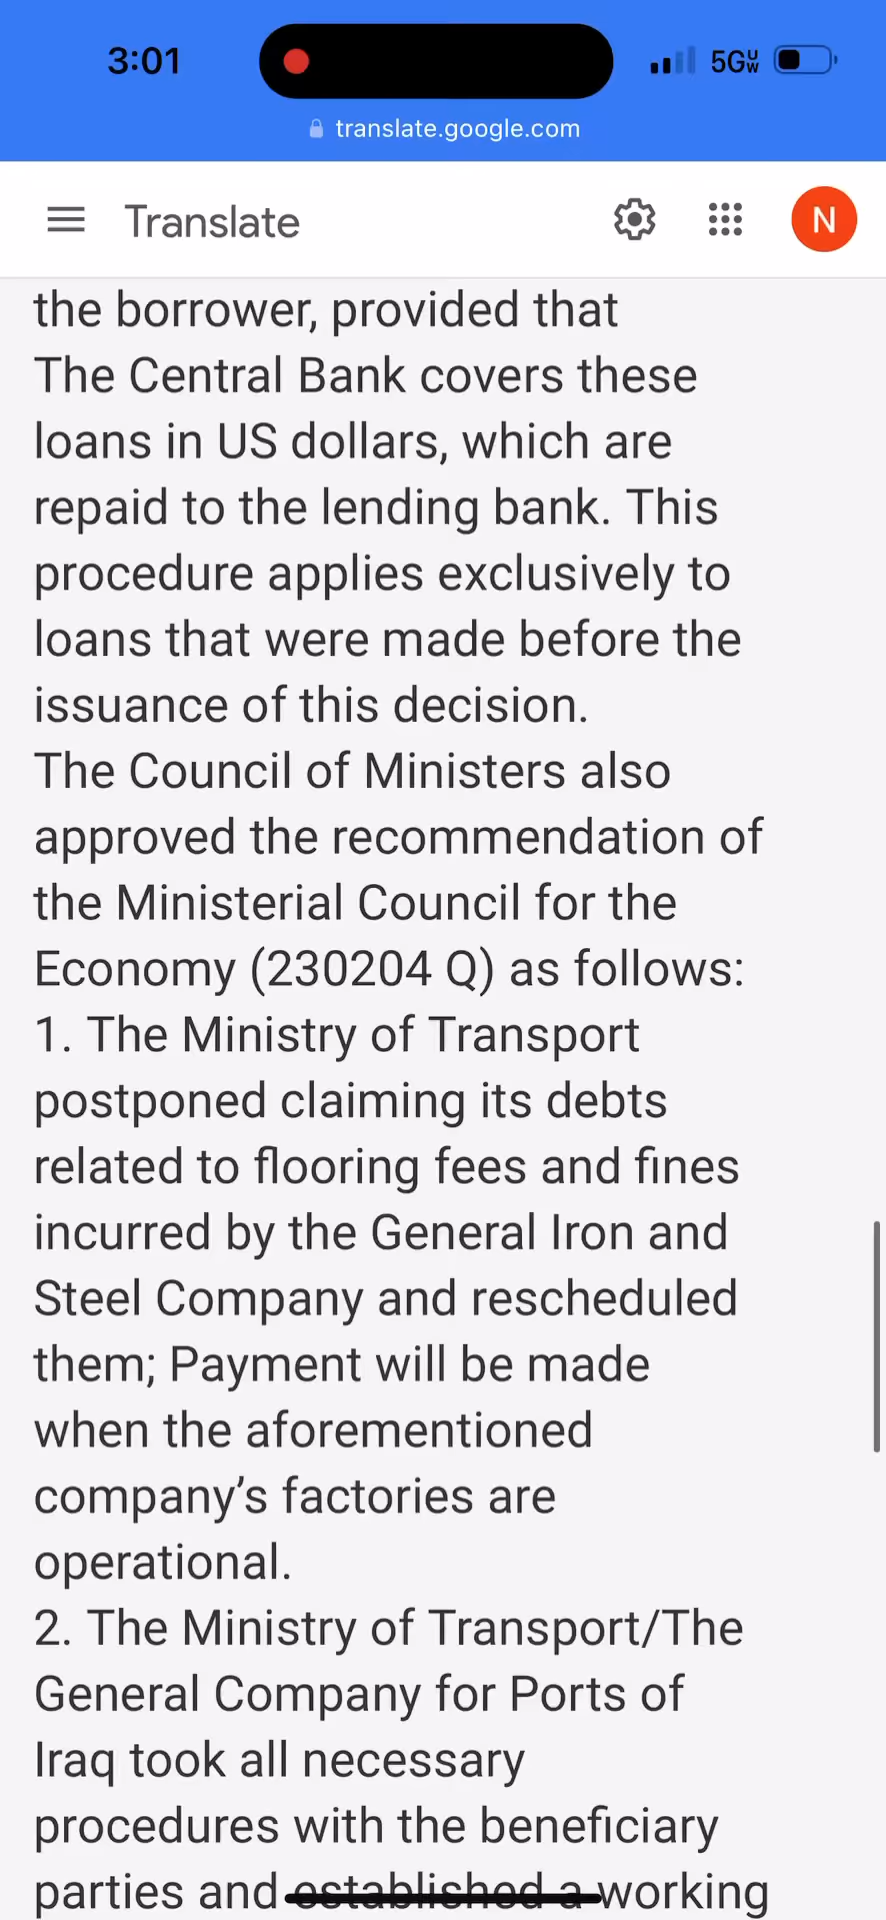 3:01
5GUW
translate.google.com
Translate
N
the borrower, provided that
The Central Bank covers these
loans in US dollars, which are
repaid to the lending bank. This
procedure applies exclusively to
loans that were made before the
issuance of this decision.
The Council of Ministers also
approved the recommendation of
the Ministerial Council for the
Economy (230204 Q) as follows:
1. The Ministry of Transport
postponed claiming its debts
related to flooring fees and fines
incurred by the General Iron and
Steel Company and rescheduled
them; Payment will be made
when the aforementioned
company’s factories are
operational.
2. The Ministry of Transport/The
General Company for Ports of
Iraq took all necessary
procedures with the beneficiary
parties and established a working